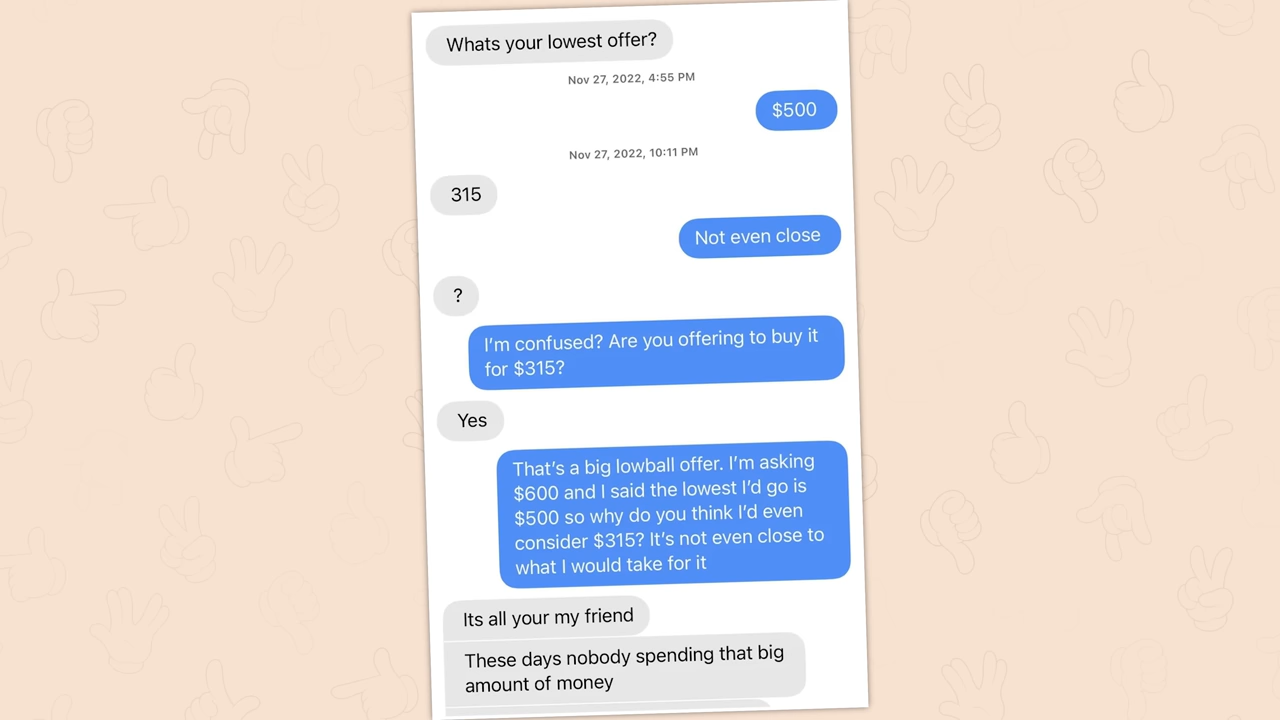 Whats your lowest offer?
Nov 27, 2022, 4:55 PM
$500
Nov 27, 2022, 10:11 PM
315
Not even close
?
I'm confused? Are you offering to buy it
for $315?
Yes
That's a big lowball offer. I'm asking
$600 and I said the lowest I'd go is
$500 so why do you think I'd even
consider $315? It's not even close to
what I would take for it
Its all your my friend
These days nobody spending that big
amount of money